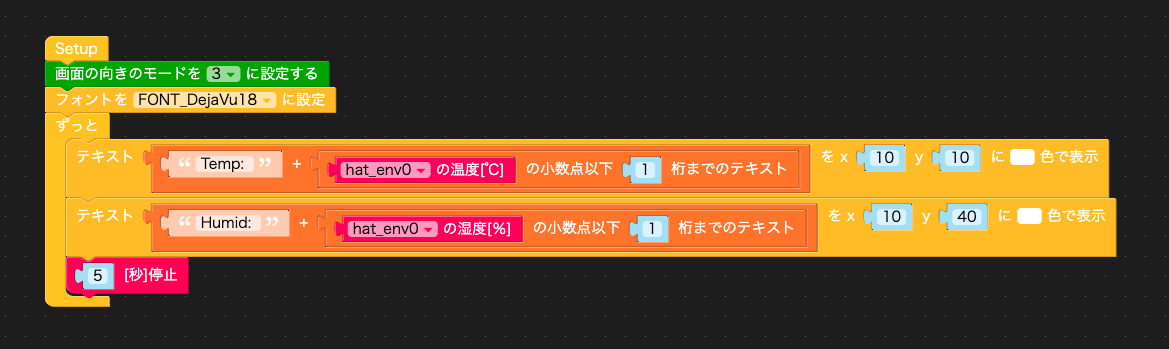 Setup
画面の向きのモードを 3 に設定する
フォントを FONT_DejaVu18 に設定
ずっと
テキスト “ Temp: ” + hat_env0 の温度[℃] の小数点以下 1 桁までのテキスト を x 10 y 10 に 色で表示
テキスト “ Humid: ” + hat_env0 の湿度[%] の小数点以下 1 桁までのテキスト を x 10 y 40 に 色で表示
5 [秒]停止